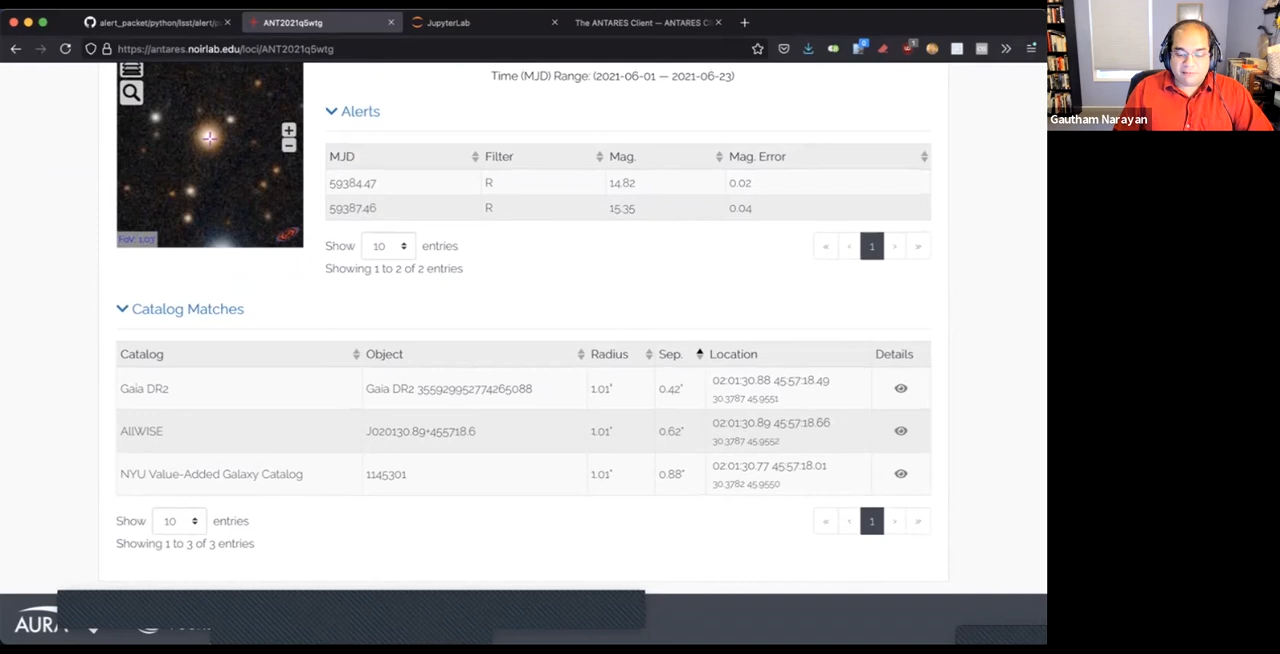 alert_packet/python/lsst/alert/p
ANT2021q5wtg
JupyterLab
The ANTARES Client — ANTARES C
https://antares.noirlab.edu/loci/ANT2021q5wtg
Gautham Narayan
Time (MJD) Range: (2021-06-01 — 2021-06-23)
Alerts
MJD Filter Mag. Mag. Error
59384.47 R 14.82 0.02
59387.46 R 15.35 0.04
FoV: 1.03'
Show 10 entries
« ‹ 1 › »
Showing 1 to 2 of 2 entries
Catalog Matches
Catalog Object Radius Sep. Location Details
Gaia DR2 Gaia DR2 355929952774265088 1.01" 0.42" 02:01:30.88 45:57:18.49
30.3787 45.9551
AllWISE J020130.89+455718.6 1.01" 0.62" 02:01:30.89 45:57:18.66
30.3787 45.9552
NYU Value-Added Galaxy Catalog 1145301 1.01" 0.88" 02:01:30.77 45:57:18.01
30.3782 45.9550
Show 10 entries
« ‹ 1 › »
Showing 1 to 3 of 3 entries
AURA